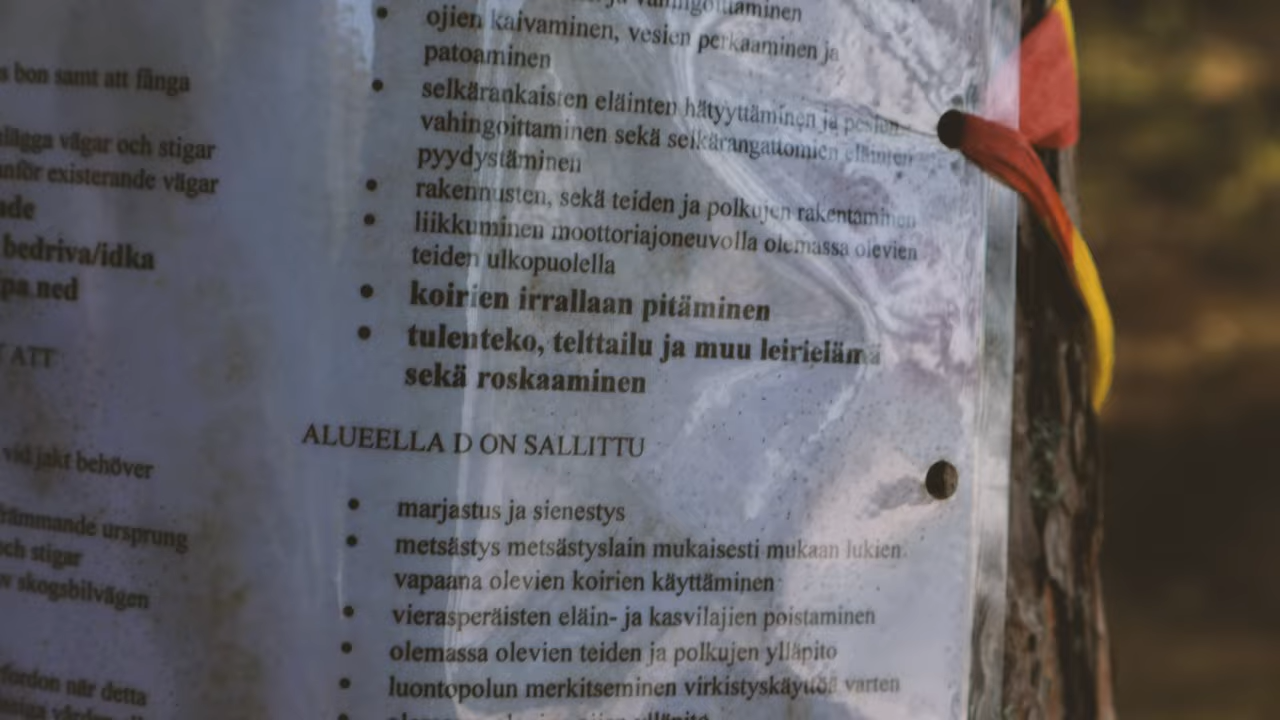 s bon samt att fånga
vägar och stigar
existerande vägar
bedriva/idka
ned
ATT
vid jakt behöver
främmande ursprung
och stigar
skogsbilvägen
fordon när detta
vahingoittaminen
ojien kaivaminen, vesien perkaaminen ja
patoaminen
selkärankaisten eläinten hätyyttäminen ja pesien
vahingoittaminen sekä selkärangattomien eläinten
pyydystäminen
rakennusten, sekä teiden ja polkujen rakentaminen
liikkuminen moottoriajoneuvolla olemassa olevien
teiden ulkopuolella
koirien irrallaan pitäminen
tulenteko, telttailu ja muu leirielämä
sekä roskaaminen
ALUEELLA D ON SALLITTU
marjastus ja sienestys
metsästys metsästyslain mukaisesti mukaan lukien
vapaana olevien koirien käyttäminen
vierasperäisten eläin- ja kasvilajien poistaminen
olemassa olevien teiden ja polkujen ylläpito
luontopolun merkitseminen virkistyskäyttöä varten
ylläpito